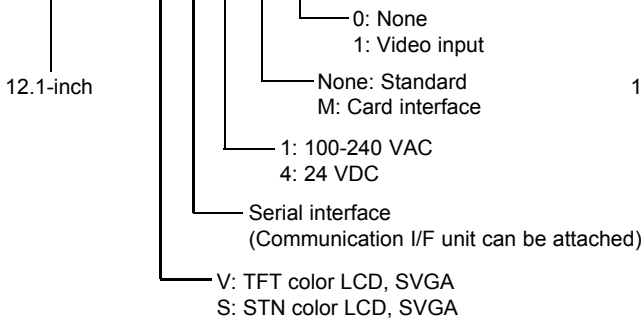 0: None
1: Video input
12.1-inch
None: Standard
M: Card interface
1
1: 100-240 VAC
4: 24 VDC
Serial interface
(Communication I/F unit can be attached)
V: TFT color LCD, SVGA
S: STN color LCD, SVGA